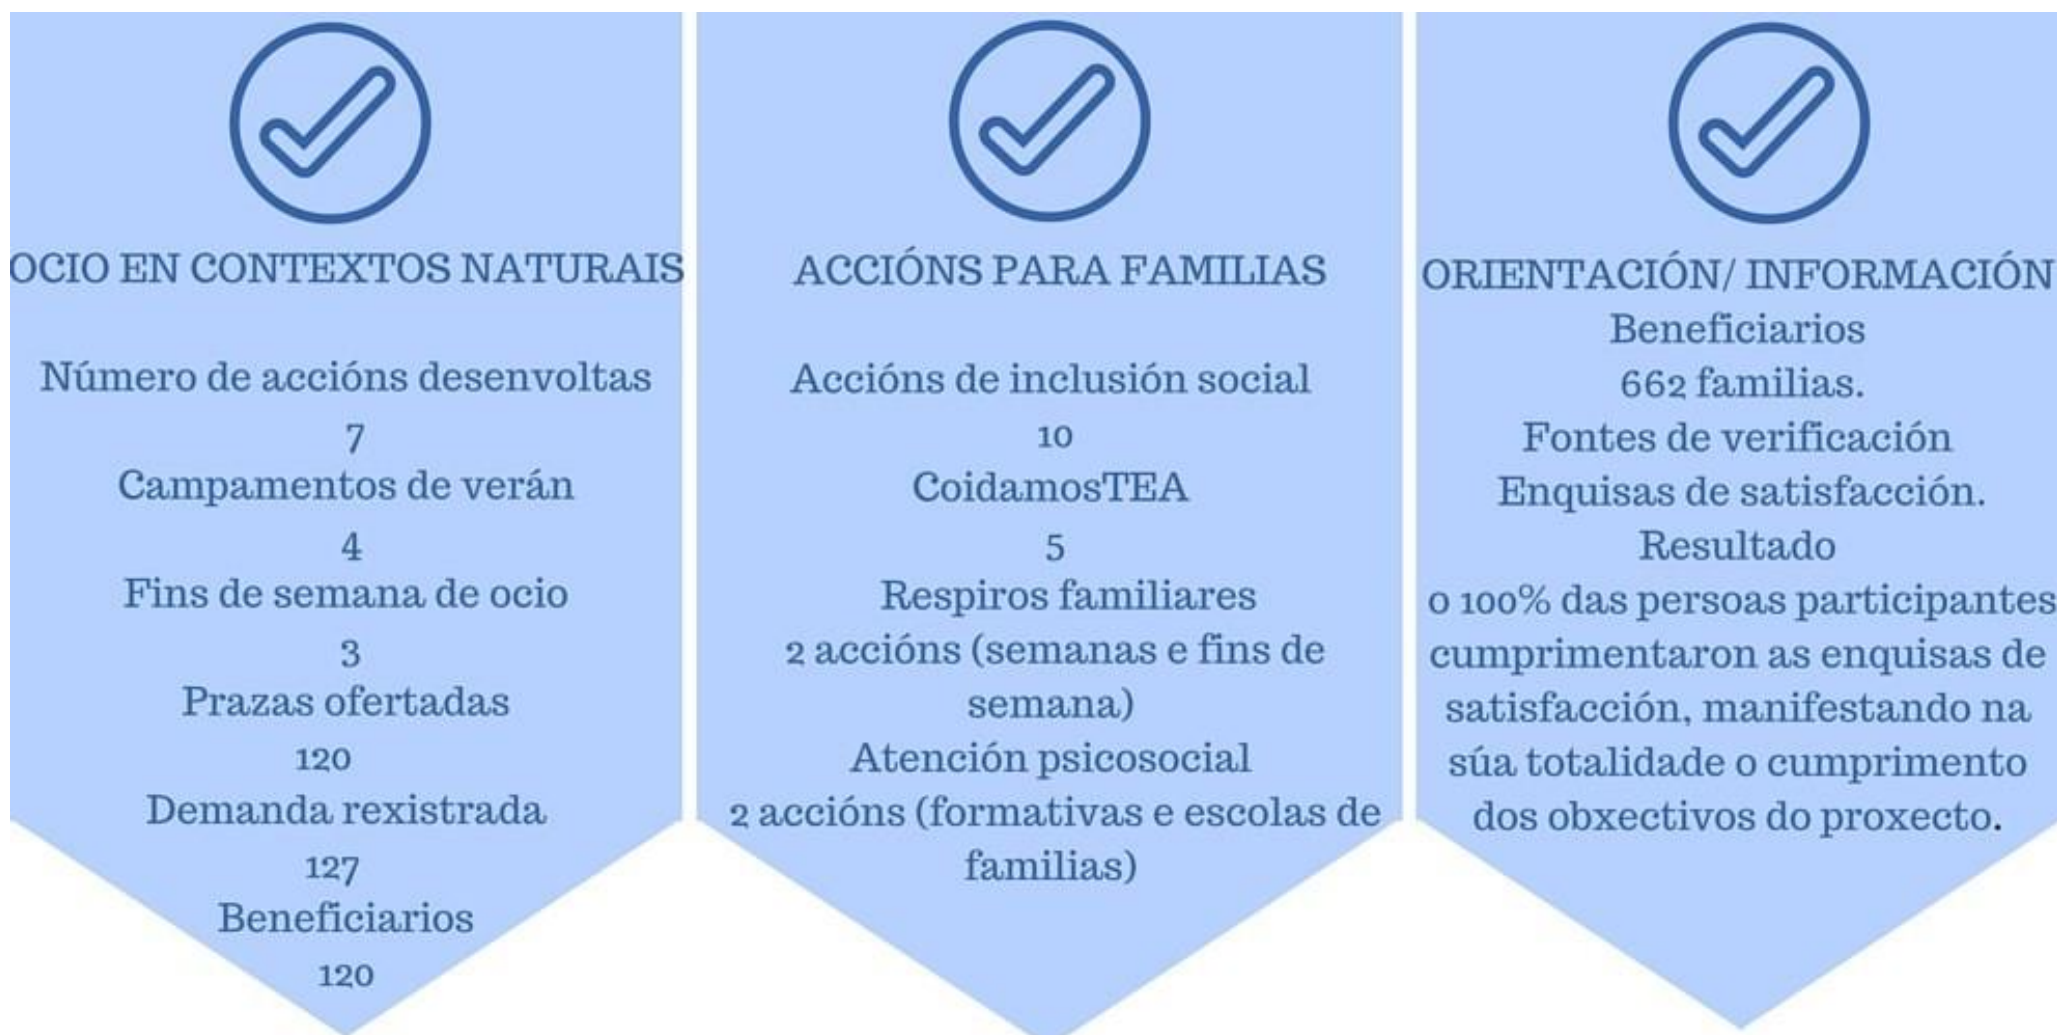 OCIO EN CONTEXTOS NATURAIS
Número de accións desenvoltas
7
Campamentos de verán
4
Fins de semana de ocio
3
Prazas ofertadas
120
Demanda rexistrada
127
Beneficiarios
120
ACCIÓNS PARA FAMILIAS
Accións de inclusión social
10
CoidamosTEA
5
Respiros familiares
2 accións (semanas e fins de
semana)
Atención psicosocial
2 accións (formativas e escolas de
familias)
ORIENTACIÓN/ INFORMACIÓN
Beneficiarios
662 familias.
Fontes de verificación
Enquisas de satisfacción.
Resultado
o 100% das persoas participantes
cumprimentaron as enquisas de
satisfacción, manifestando na
súa totalidade o cumprimento
dos obxectivos do proxecto.